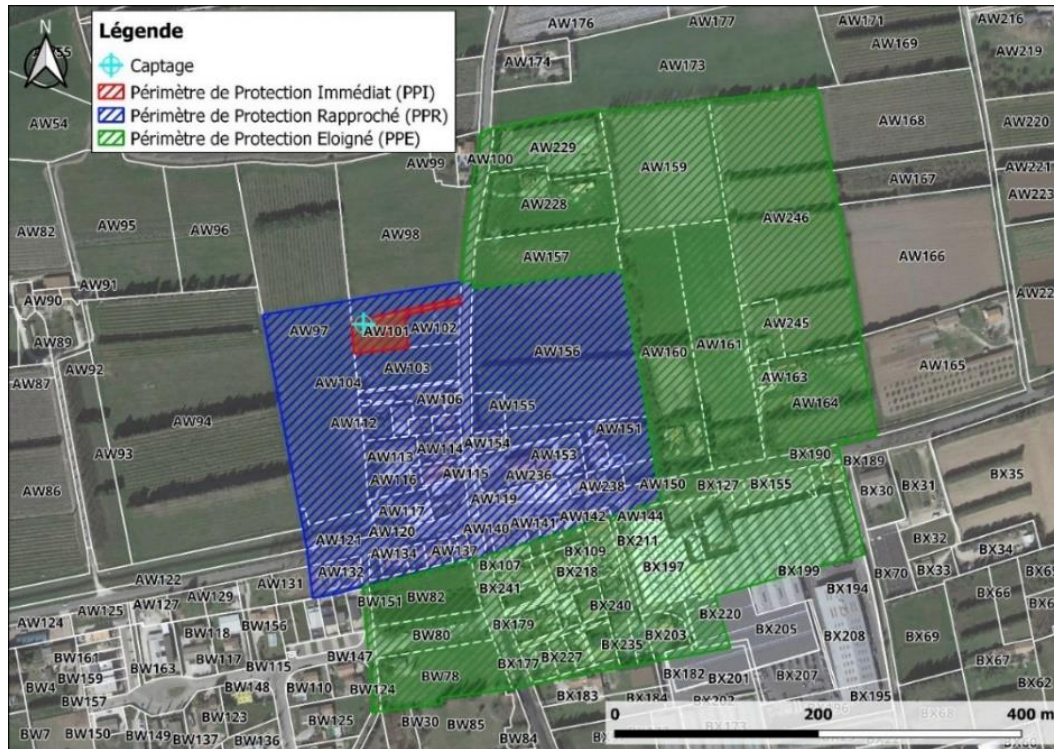 N
Légende
Captage
Périmètre de Protection Immédiat (PPI)
Périmètre de Protection Rapproché (PPR)
Périmètre de Protection Eloigné (PPE)
AW176
AW177
AW171
AW216
AW169
AW219
AW174
AW173
AW54
AW168
AW220
AW99
AW100
AW229
AW159
AW167
AW221
AW223
AW228
AW246
AW82
AW95
AW96
AW98
AW157
AW166
AW91
AW90
AW97
AW101
AW102
AW156
AW245
AW89
AW160
AW161
AW92
AW103
AW165
AW87
AW104
AW163
AW106
AW155
AW164
AW94
AW112
AW151
AW93
AW114
AW154
AW113
AW153
BX190
BX189
AW86
AW116
AW115
AW236
AW238
AW150
BX127
BX155
BX30
BX31
BX35
AW117
AW119
AW142
AW144
AW121
AW120
AW140
AW141
BX211
BX32
BX34
AW134
AW137
BX109
AW122
AW131
AW132
BX107
BX218
BX197
BX199
BX70
BX33
AW125
AW127
AW129
BW151
BW82
BX241
BX194
BX66
AW124
BW156
BX240
BX220
BX205
BX208
BX69
BW118
BW80
BX179
BX235
BX203
BW161
BW163
BW117
BW115
BW147
BX227
BX67
BW4
BW159
BW78
BX177
BX182
BX201
BX207
BX62
BW157
BW148
BW110
BW124
BX183
BX184
BX202
BX195
BW7
BW150
BW149
BW137
BW123
BW136
BW125
BW30
BW85
BW84
BX173
BX68
0 200 400 m